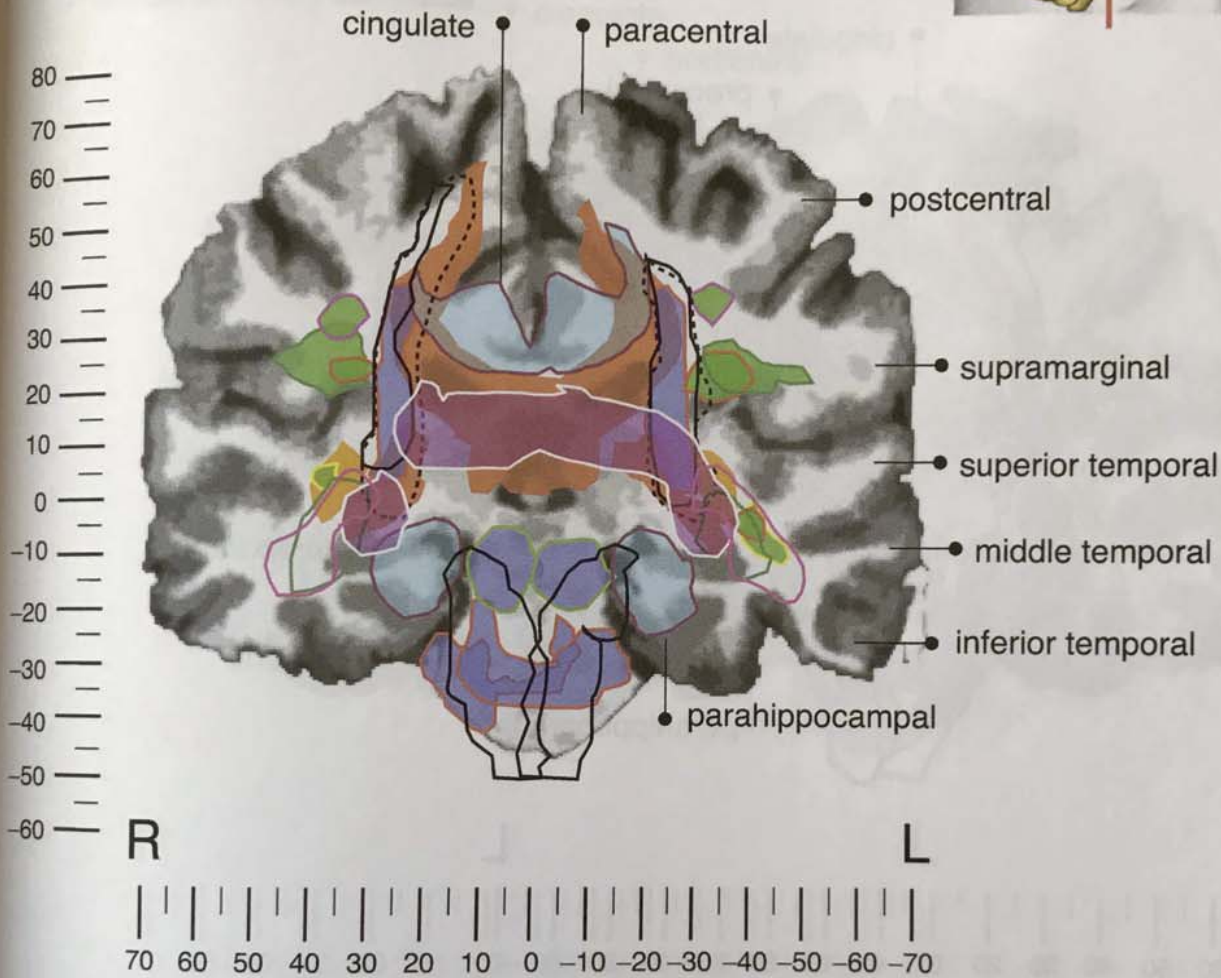 cingulate
paracentral
80
70
60
50
40
30
20
10
0
–10
–20
–30
–40
–50
–60
postcentral
supramarginal
superior temporal
middle temporal
inferior temporal
parahippocampal
R
L
70 60 50 40 30 20 10 0 –10 –20 –30 –40 –50 –60 –70